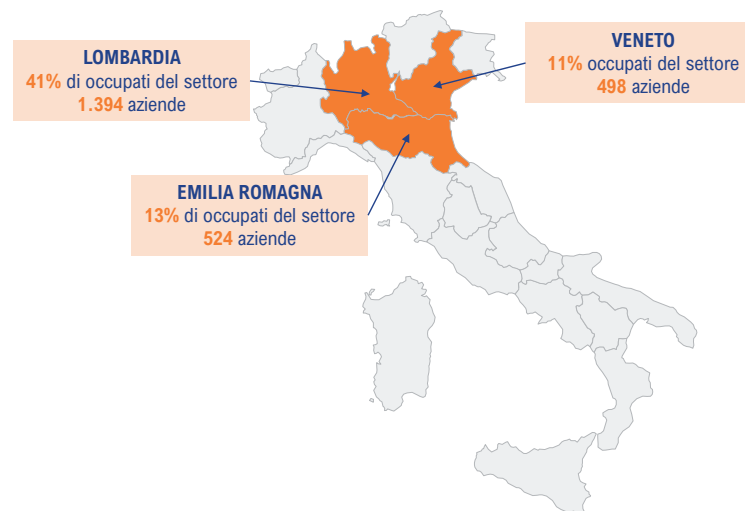 LOMBARDIA
41% di occupati del settore
1.394 aziende
VENETO
11% occupati del settore
498 aziende
EMILIA ROMAGNA
13% di occupati del settore
524 aziende